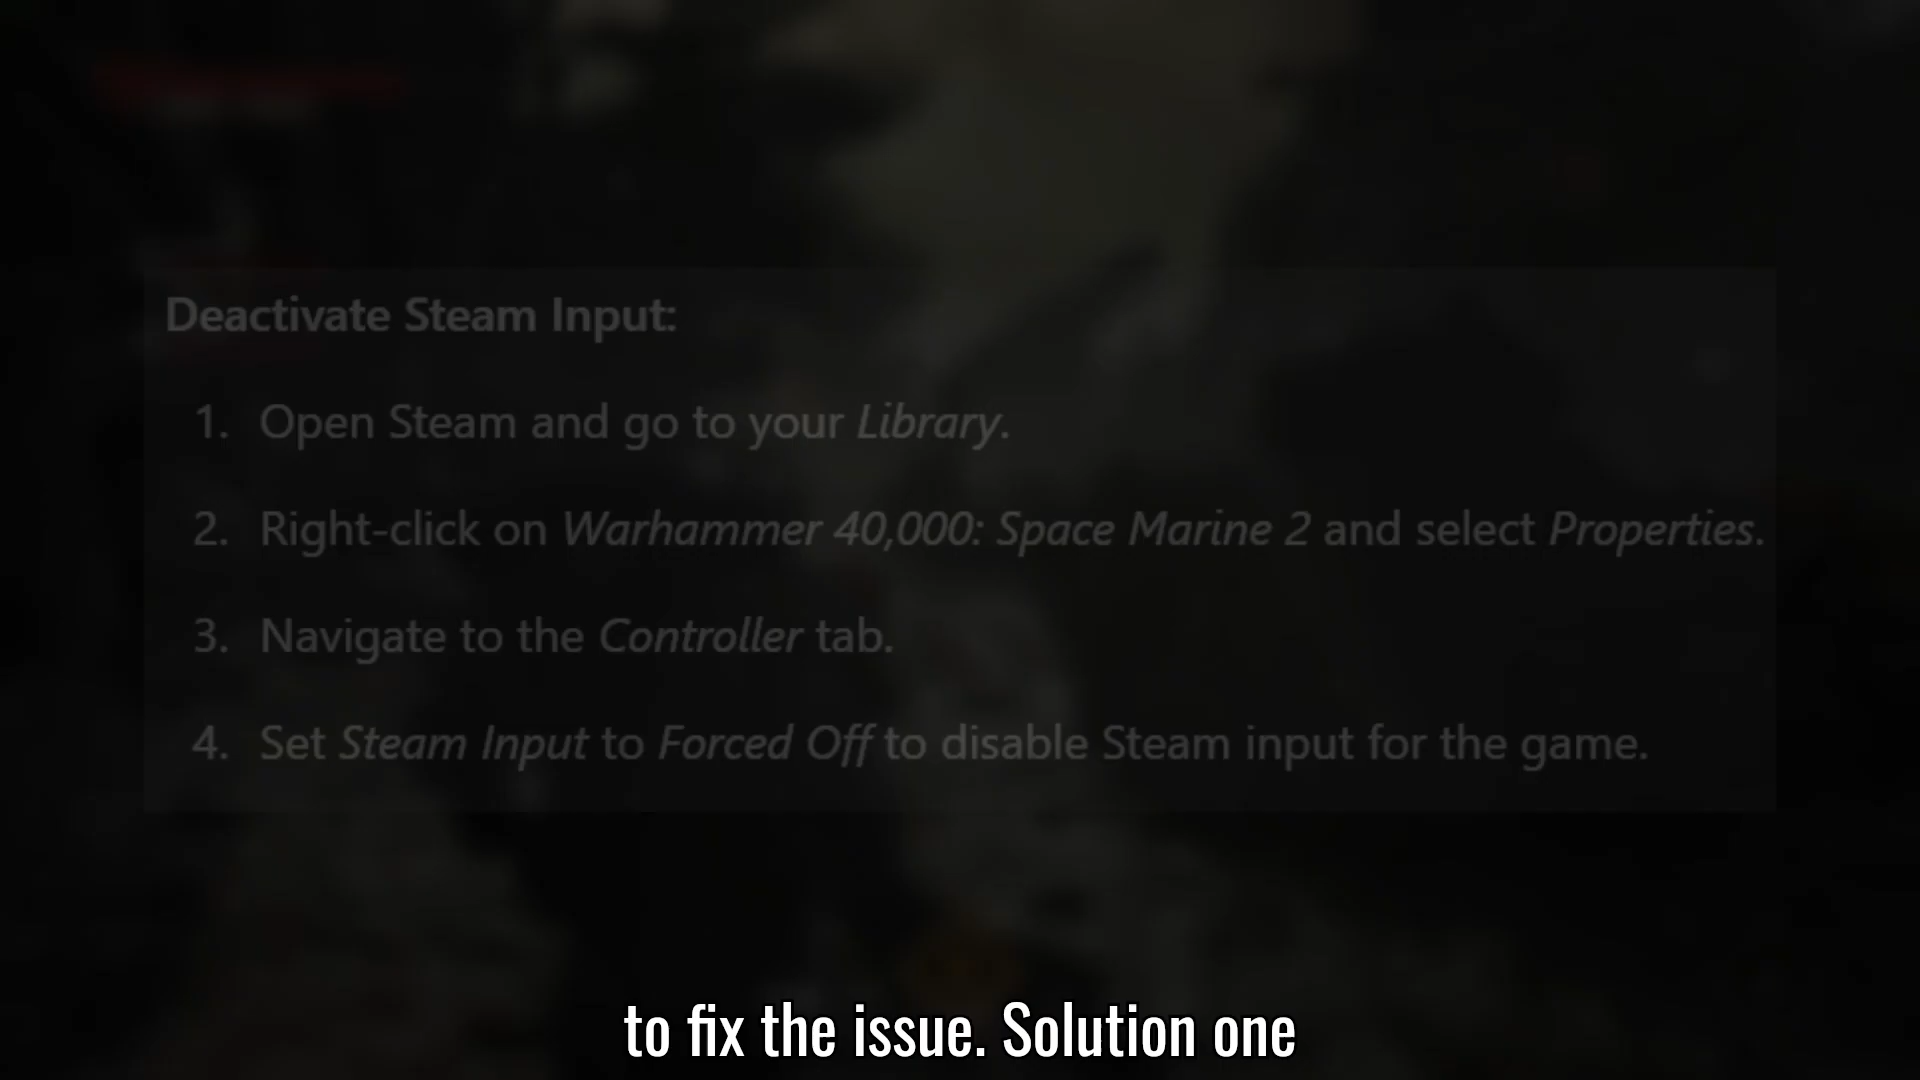 Deactivate Steam Input:
1. Open Steam and go to your Library.
2. Right-click on Warhammer 40,000: Space Marine 2 and select Properties.
3. Navigate to the Controller tab.
4. Set Steam Input to Forced Off to disable Steam input for the game.
to fix the issue. Solution one